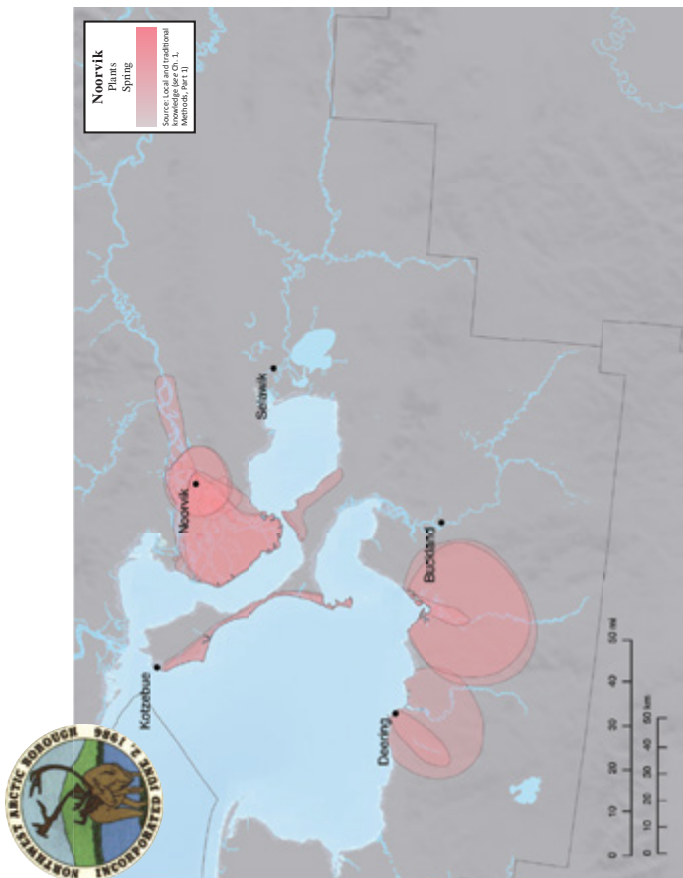 Noorvik
Plants
Spring
Source: Local and traditional
knowledge (see Ch. 1,
Methods, Part 1)
Noorvik
Selawik
Kotzebue
Buckland
Deering
0 10 20 30 40 50 mi
0 10 20 30 40 50 km
NORTHWEST ARCTIC BOROUGH
INCORPORATED JUNE 2, 1986